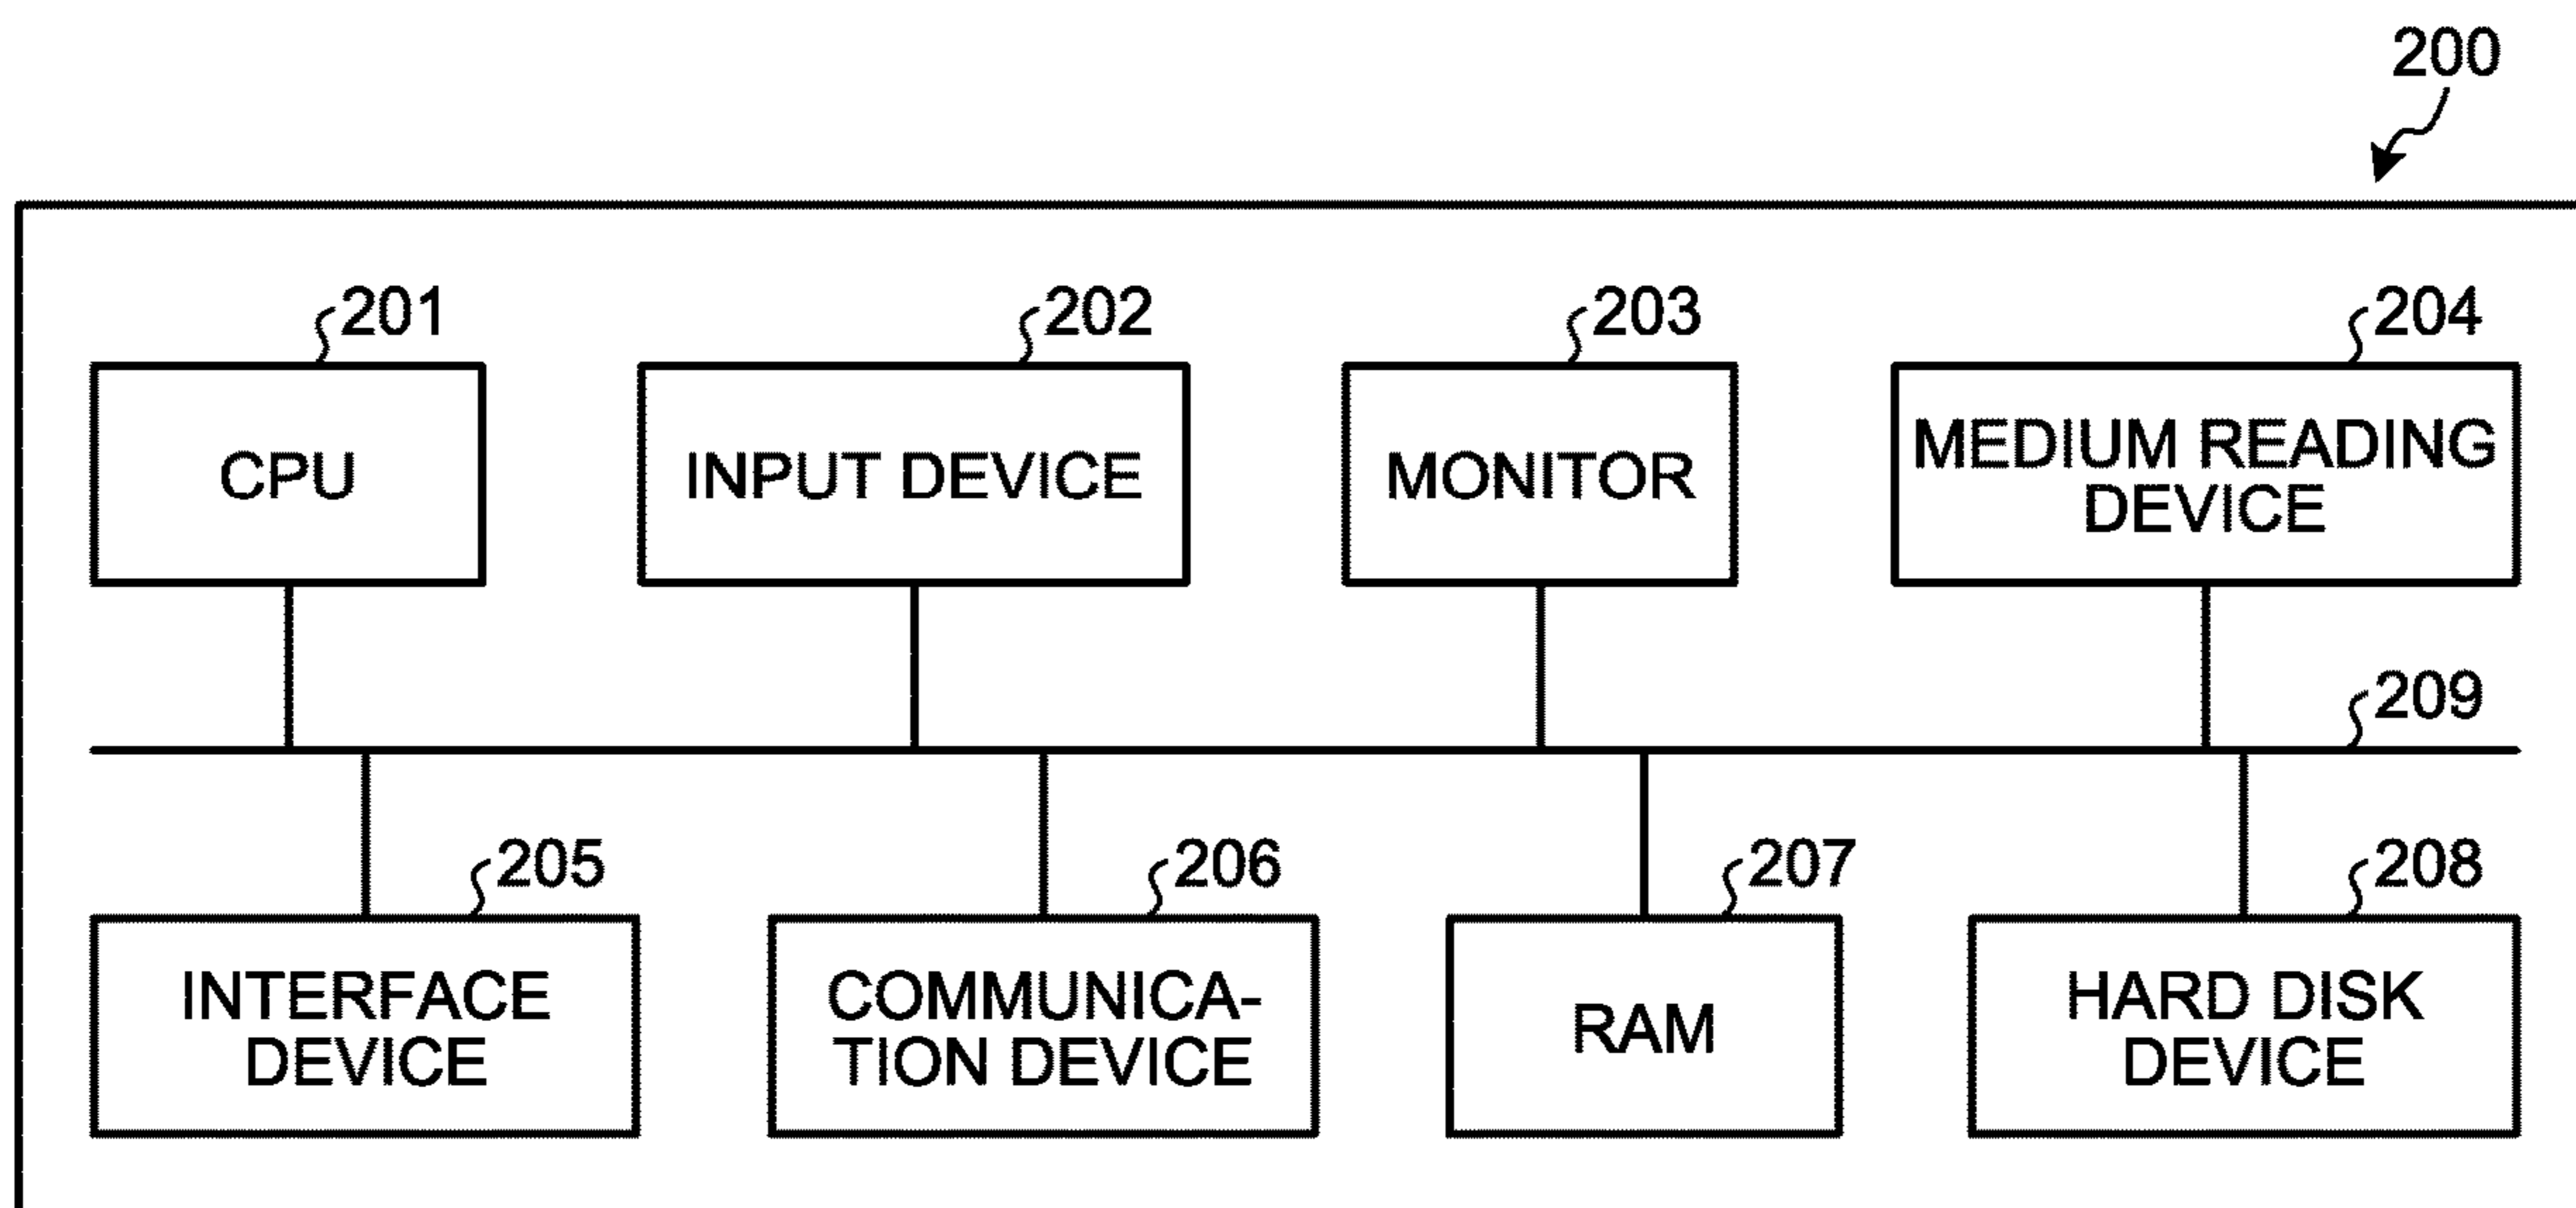 200
201
202
203
204
CPU
INPUT DEVICE
MONITOR
MEDIUM READING
DEVICE
209
205
206
207
208
INTERFACE
DEVICE
COMMUNICA-
TION DEVICE
RAM
HARD DISK
DEVICE